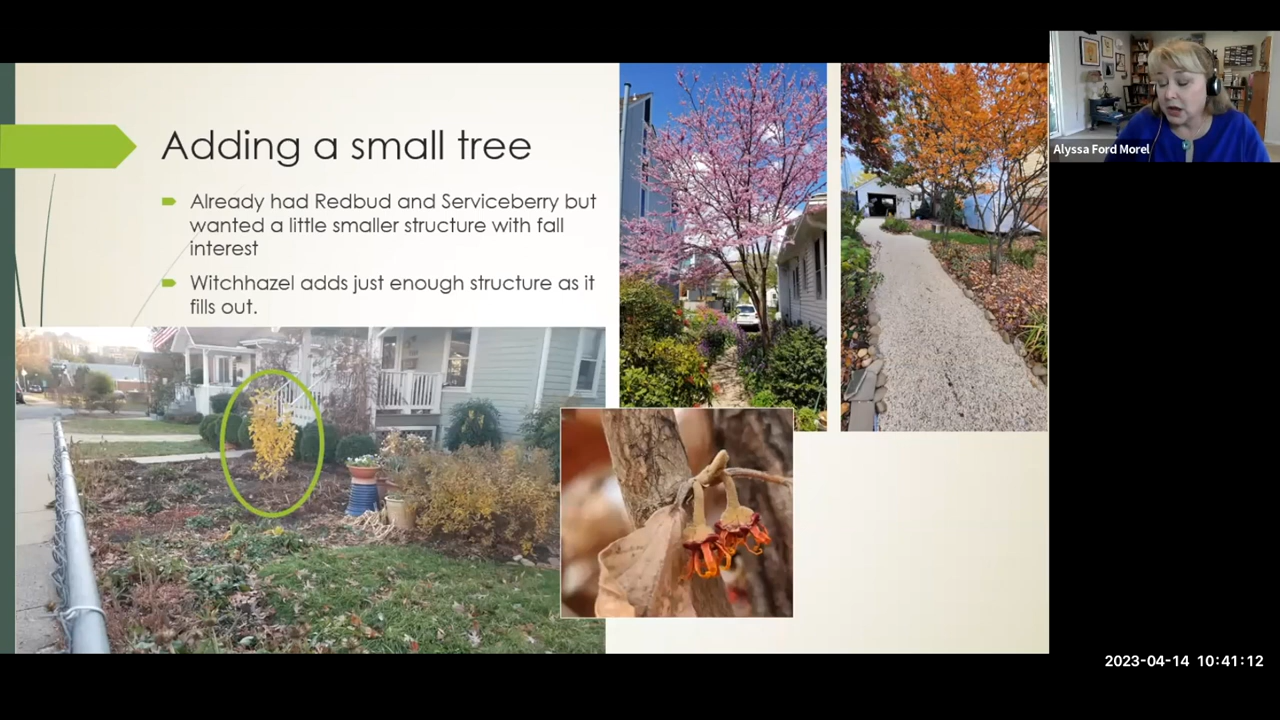 Adding a small tree
Already had Redbud and Serviceberry but
wanted a little smaller structure with fall
interest
Witchhazel adds just enough structure as it
fills out.
Alyssa Ford Morel
2023-04-14 10:41:12